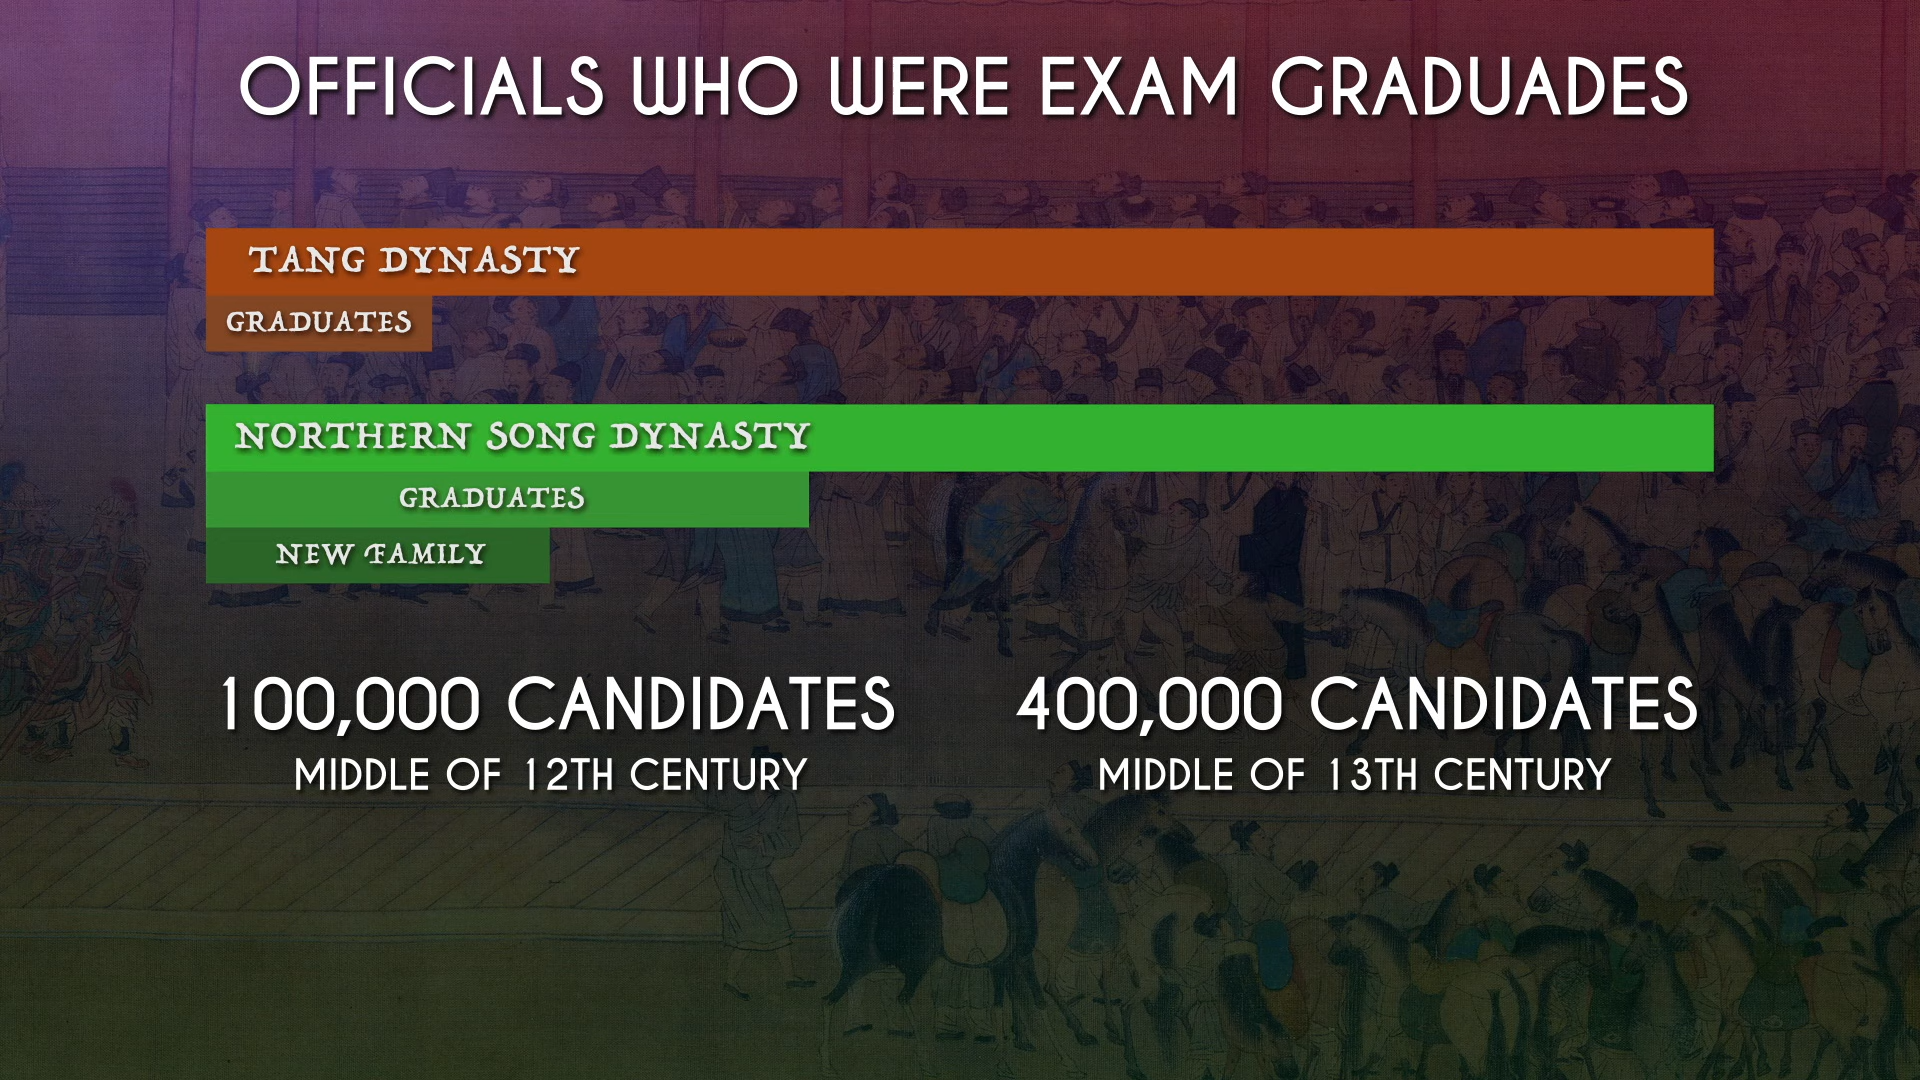 OFFICIALS WHO WERE EXAM GRADUADES
TANG DYNASTY
GRADUATES
NORTHERN SONG DYNASTY
GRADUATES
NEW FAMILY
100,000 CANDIDATES
MIDDLE OF 12TH CENTURY
400,000 CANDIDATES
MIDDLE OF 13TH CENTURY